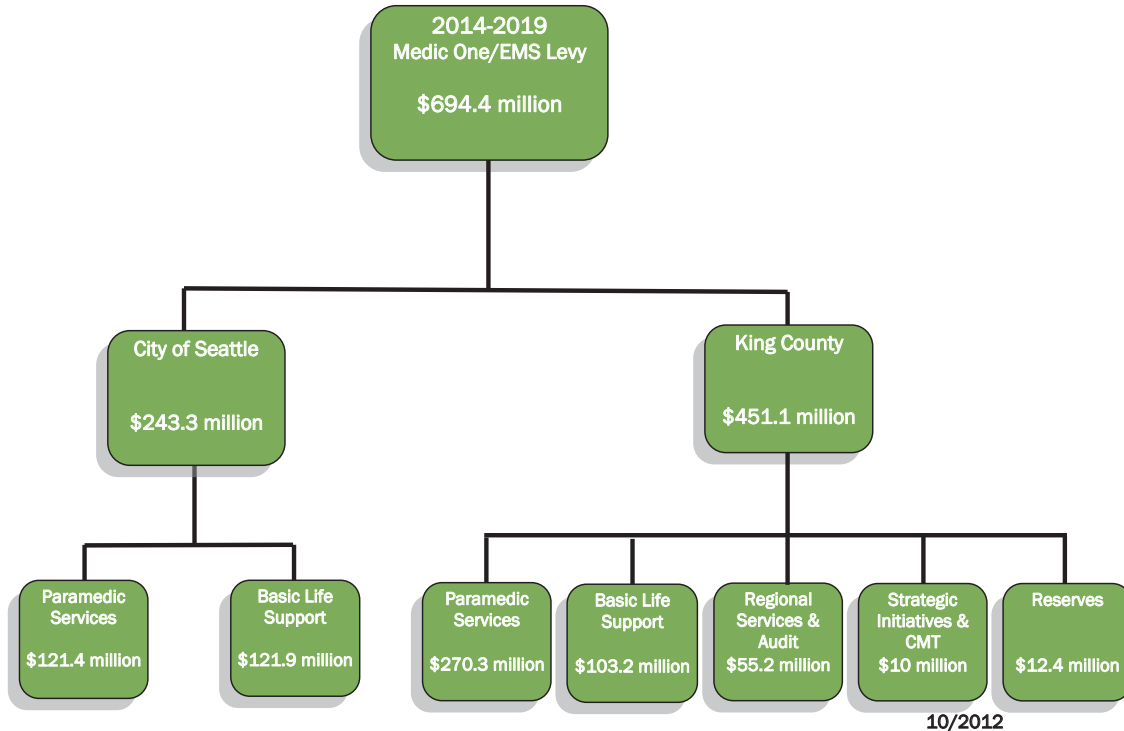 2014-2019
Medic One/EMS Levy
$694.4 million
City of Seattle
$243.3 million
King County
$451.1 million
Paramedic
Services
$121.4 million
Basic Life
Support
$121.9 million
Paramedic
Services
$270.3 million
Basic Life
Support
$103.2 million
Regional
Services &
Audit
$55.2 million
Strategic
Initiatives &
CMT
$10 million
Reserves
$12.4 million
10/2012